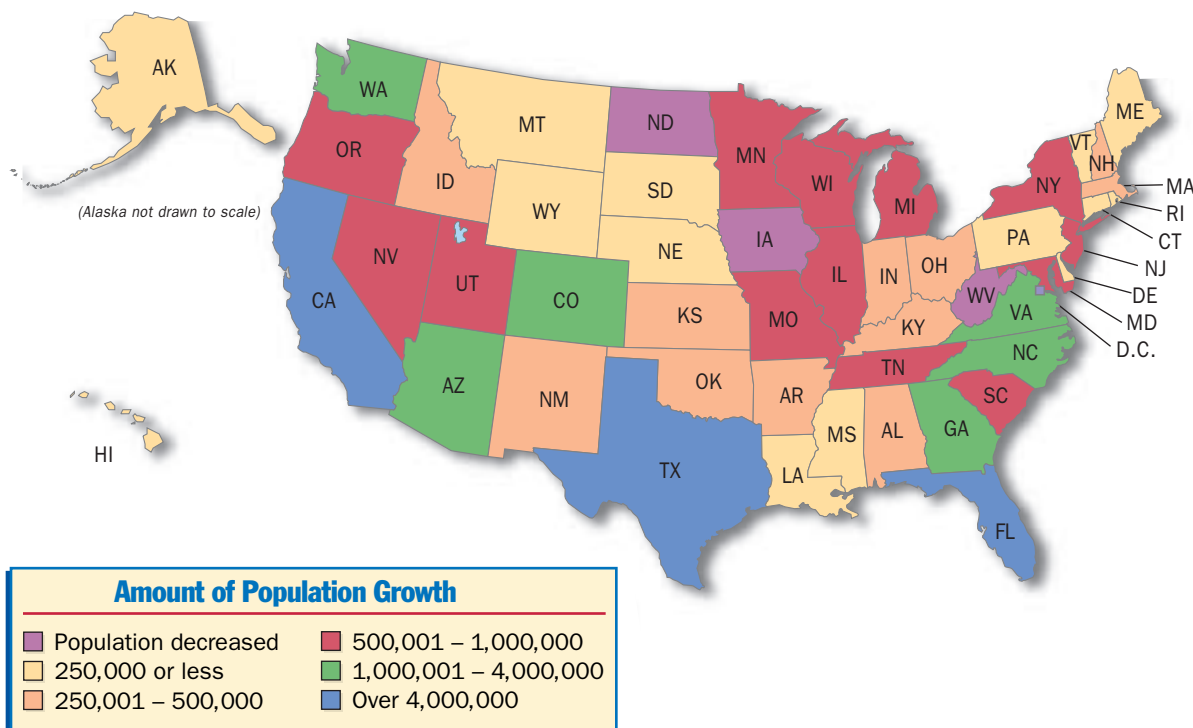 AK
WA
ME
MT
ND
VT
MN
OR
NH
ID
WI
NY
MA
SD
MI
WY
RI
(Alaska not drawn to scale)
CT
PA
IA
NE
NJ
NV
OH
IN
IL
UT
DE
CA
CO
WV
VA
MD
KS
MO
KY
D.C.
NC
TN
AZ
OK
NM
AR
SC
GA
MS
AL
HI
TX
LA
FL
Amount of Population Growth
Population decreased
250,000 or less
250,001 – 500,000
500,001 – 1,000,000
1,000,001 – 4,000,000
Over 4,000,000